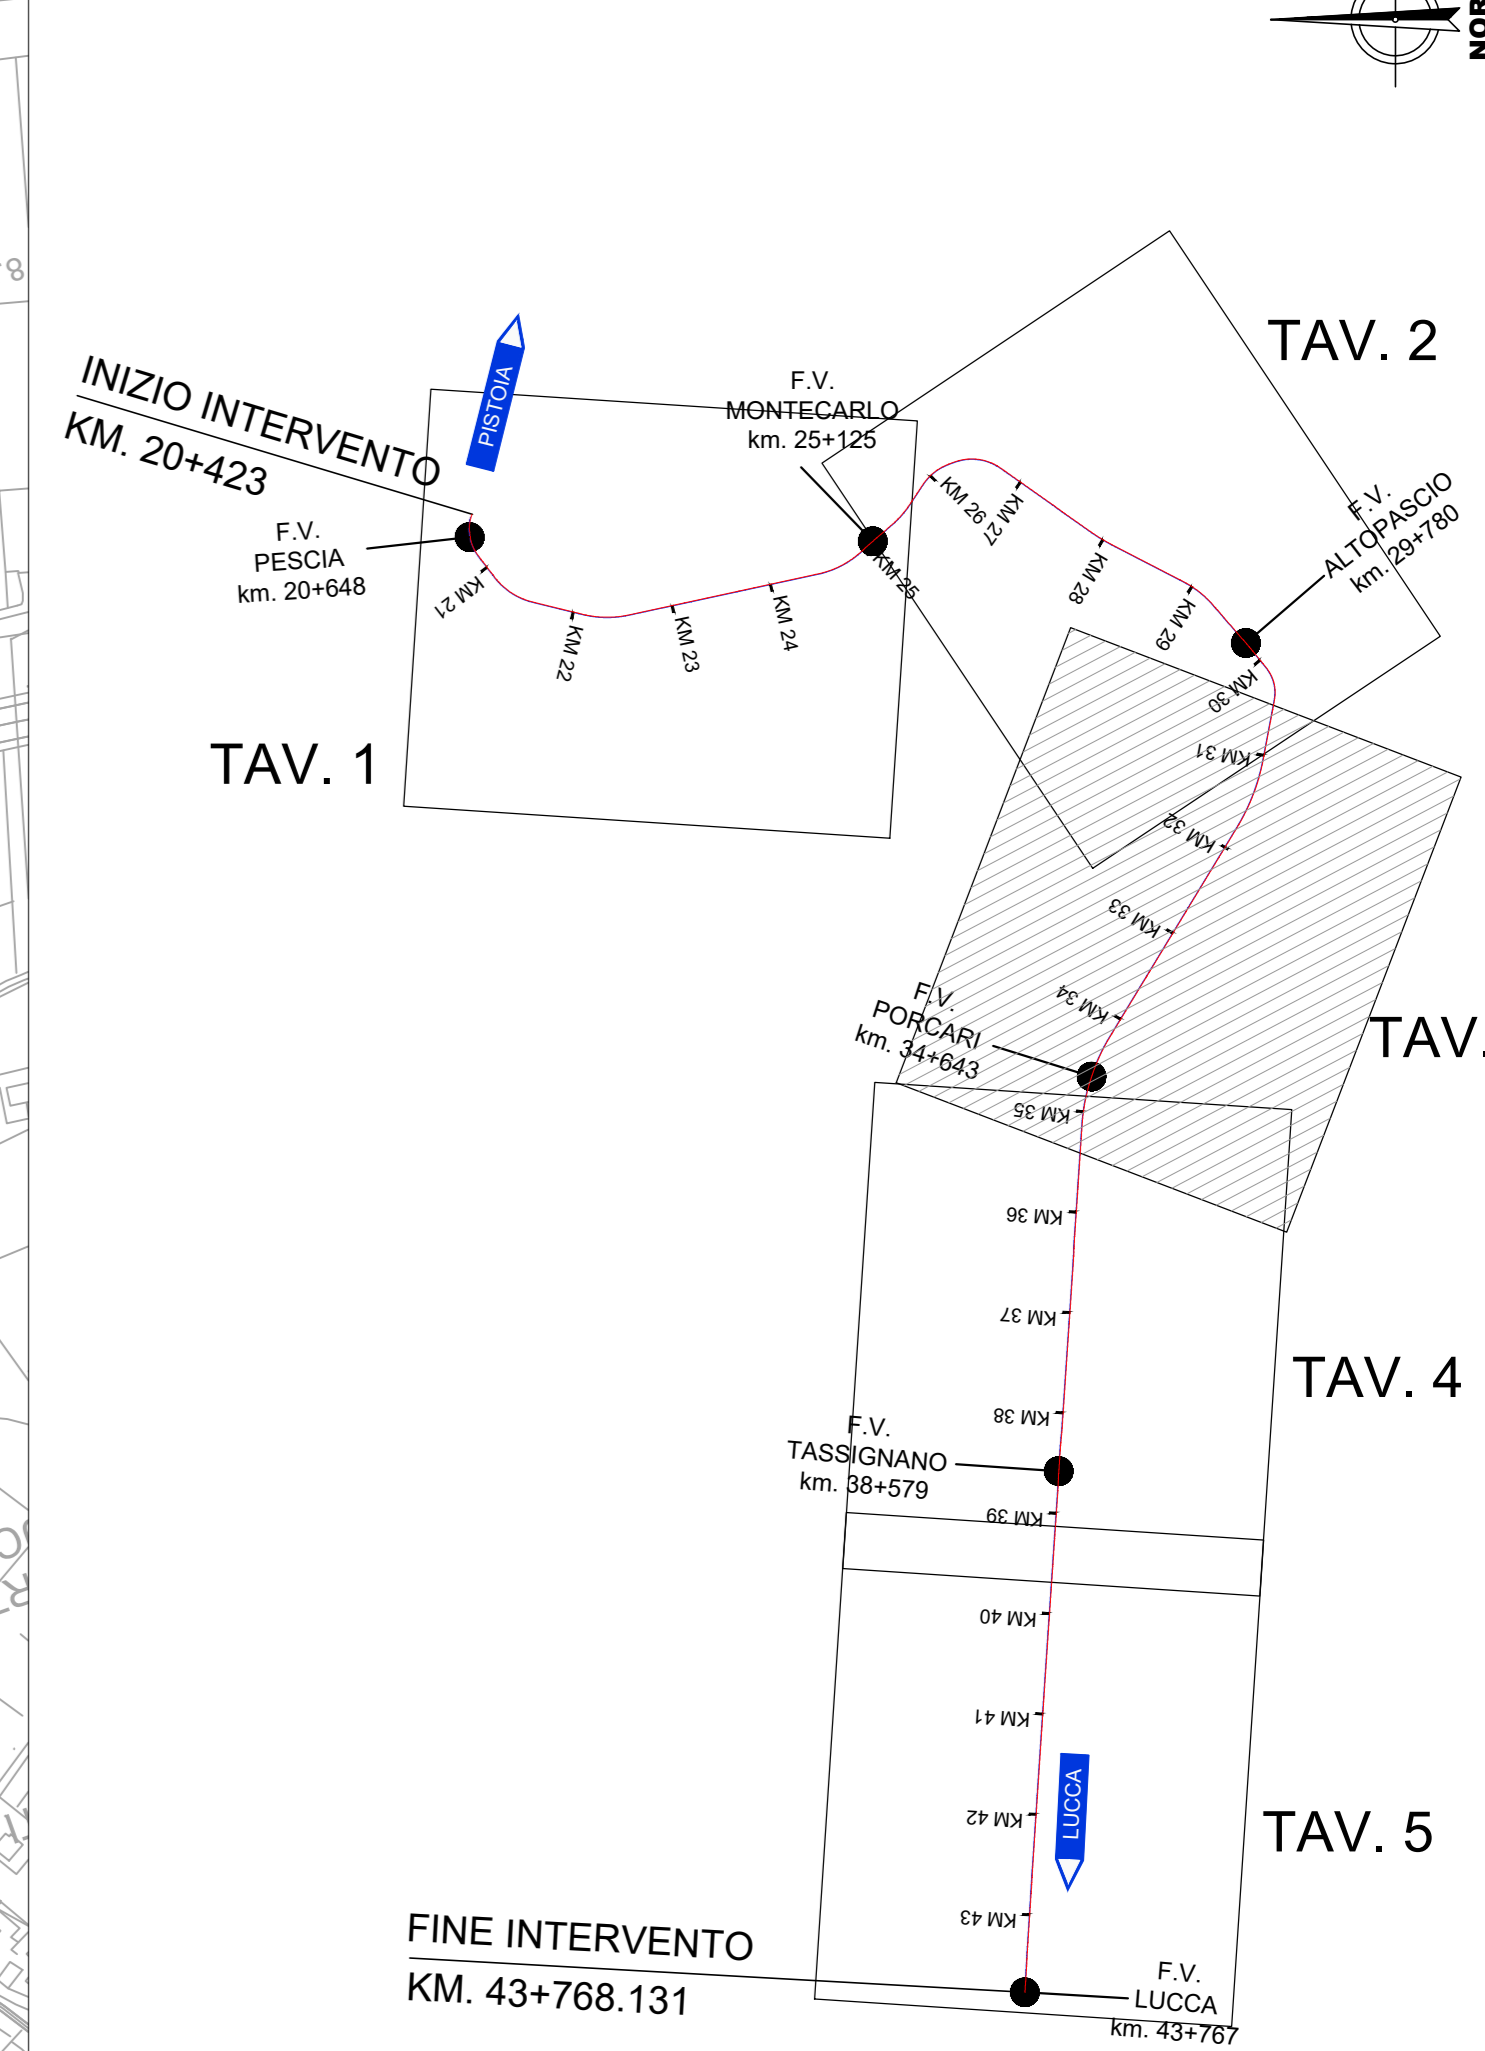 NOR
TAV. 2
INIZIO INTERVENTO
KM. 20+423
PISTOIA
F.V.
MONTECARLO
km. 25+125
F.V.
PESCIA
km. 20+648
F.V.
ALTOPASCIO
km. 29+780
KM 21
KM 22
KM 23
KM 24
KM 25
KM 26
KM 27
KM 28
KM 29
KM 30
TAV. 1
KM 31
KM 32
KM 33
KM 34
F.V.
PORCARI
km. 34+643
TAV.
KM 35
KM 36
KM 37
TAV. 4
KM 38
F.V.
TASSIGNANO
km. 38+579
KM 39
KM 40
KM 41
LUCCA
KM 42
TAV. 5
KM 43
FINE INTERVENTO
KM. 43+768.131
F.V.
LUCCA
km. 43+767
8